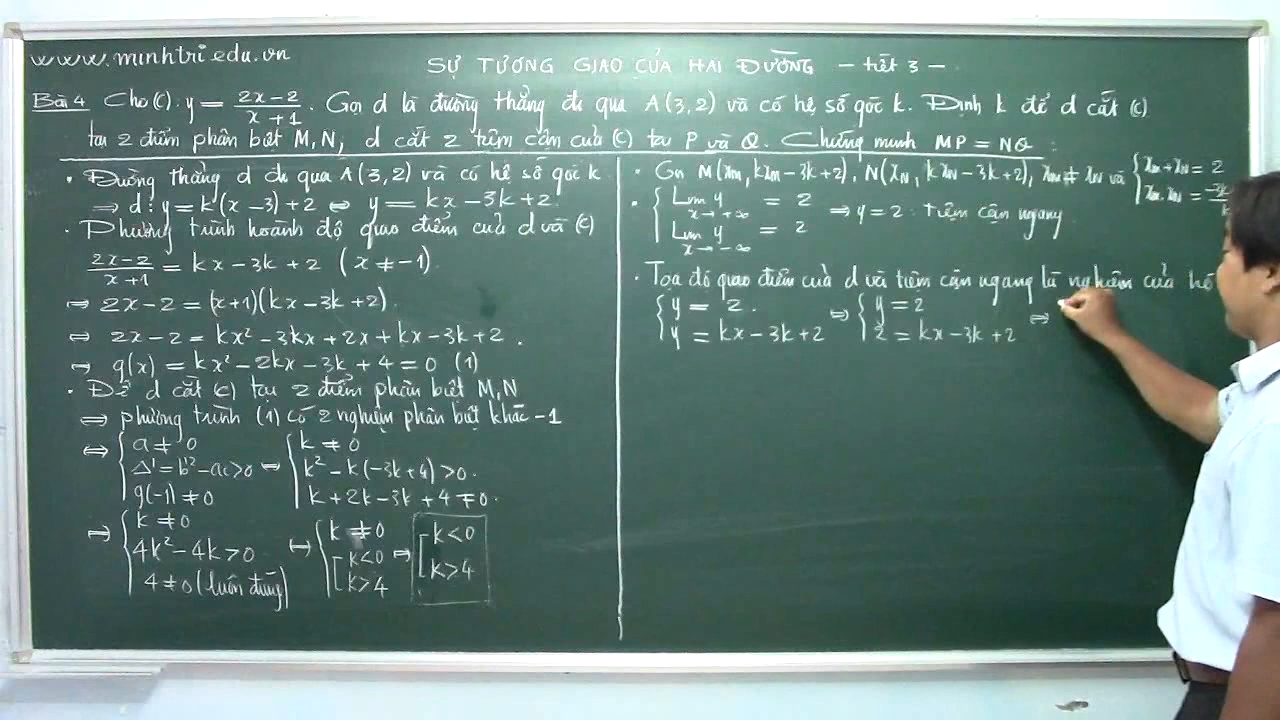 www.minhtri.edu.vn
SỰ TƯƠNG GIAO CỦA HAI ĐƯỜNG – tiết 3 –
Bài 4 Cho (C): y = (2x-2)/(x+1). Gọi d là đường thẳng đi qua A(3,2) và có hệ số góc k. Định k để d cắt (C)
tại 2 điểm phân biệt M,N, d cắt 2 tiệm cận của (C) tại P và Q. Chứng minh MP = NQ.
• Đường thẳng d đi qua A(3,2) và có hệ số góc k
⇒ d: y = k(x-3)+2 ⇔ y = kx-3k+2
• Phương trình hoành độ giao điểm của d và (C)
(2x-2)/(x+1) = kx-3k+2 (x≠-1)
⇔ 2x-2 = (x+1)(kx-3k+2).
⇔ 2x-2 = kx²-3kx+2x+kx-3k+2.
⇔ g(x) = kx²-2kx-3k+4=0 (1)
• Để d cắt (C) tại 2 điểm phân biệt M,N
⇔ phương trình (1) có 2 nghiệm phân biệt khác -1
⇔ { a≠0 { k≠0
Δ'=b'²-ac>0 ⇔ k²-k(-3k+4)>0.
g(-1)≠0 k+2k-3k+4≠0.
⇔ { k≠0 ⇔ { k≠0 ⇔ [ k<0
4k²-4k>0 [ k<0 k>4
4≠0 (luôn đúng) k>4
• Gọi M(xM, kxM-3k+2), N(xN, kxN-3k+2), xM≠xN và { xM+xN=2
xM.xN=
• { Lim y = 2
x→+∞
⇒ y=2: tiệm cận ngang
Lim y = 2
x→-∞
• Tọa độ giao điểm của d và tiệm cận ngang là nghiệm của hệ
{ y=2. ⇔ { y=2 ⇔
y=kx-3k+2 2=kx-3k+2